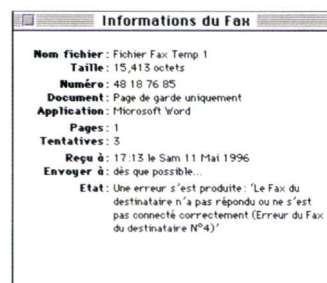 Informations du Fax
Nom fichier : Fichier Fax Temp 1
Taille : 15,413 octets
Numéro : 48 18 76 85
Document : Page de garde uniquement
Application : Microsoft Word
Pages : 1
Tentatives : 3
Reçu à : 17:13 le Sam 11 Mai 1996
Envoyer à : dès que possible...
Etat : Une erreur s'est produite : 'Le Fax du
destinataire n'a pas répondu ou ne s'est
pas connecté correctement (Erreur du Fax
du destinataire N°4)'